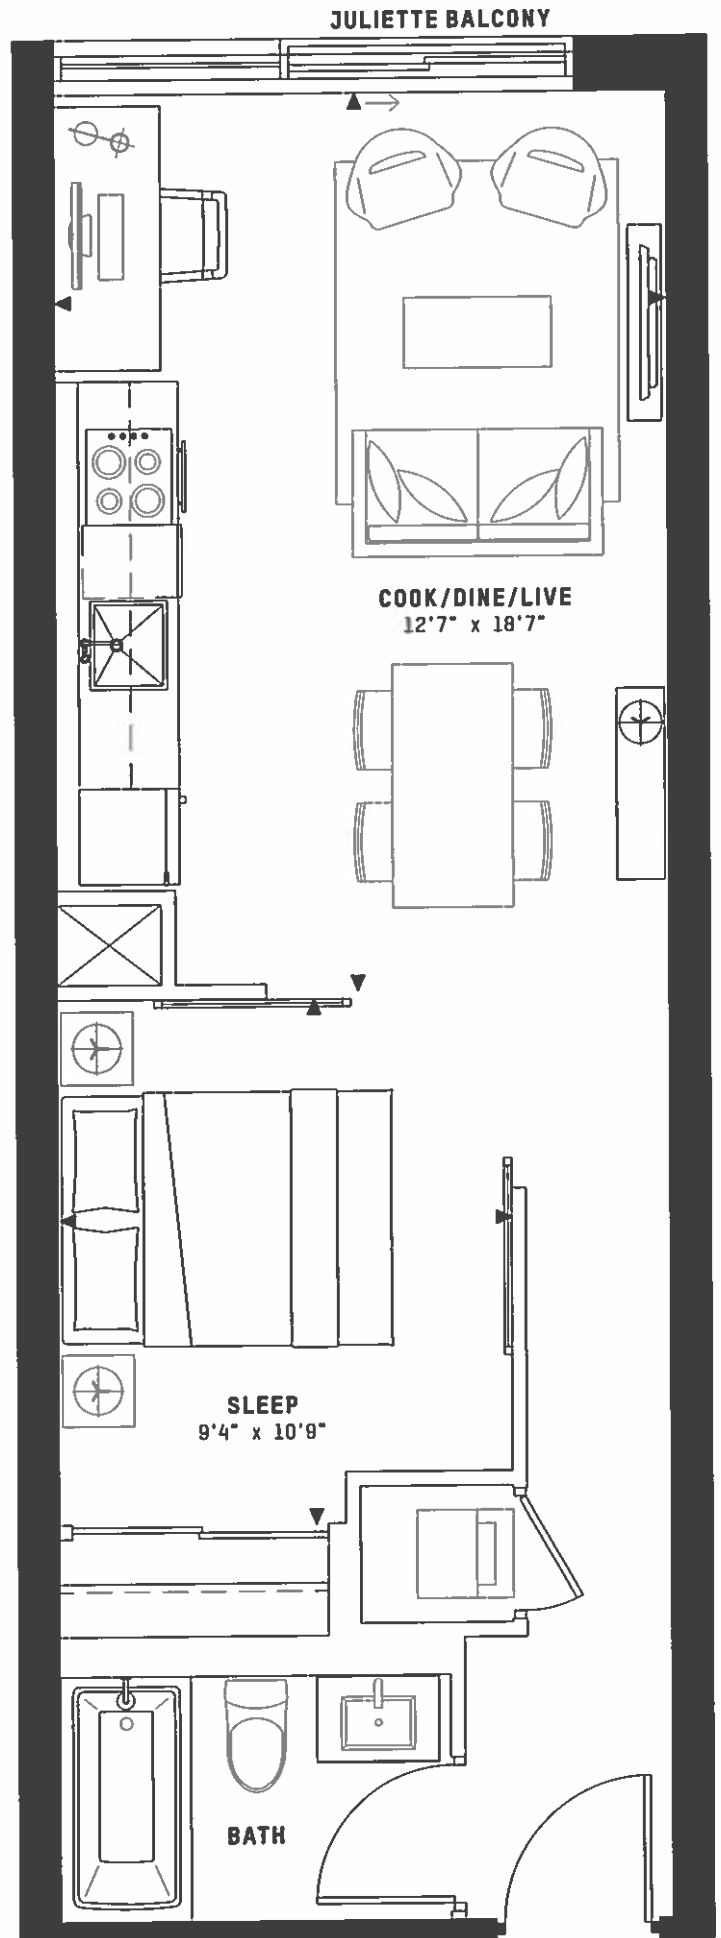 JULIETTE BALCONY
COOK/DINE/LIVE
12'7" x 18'7"
SLEEP
9'4" x 10'9"
BATH